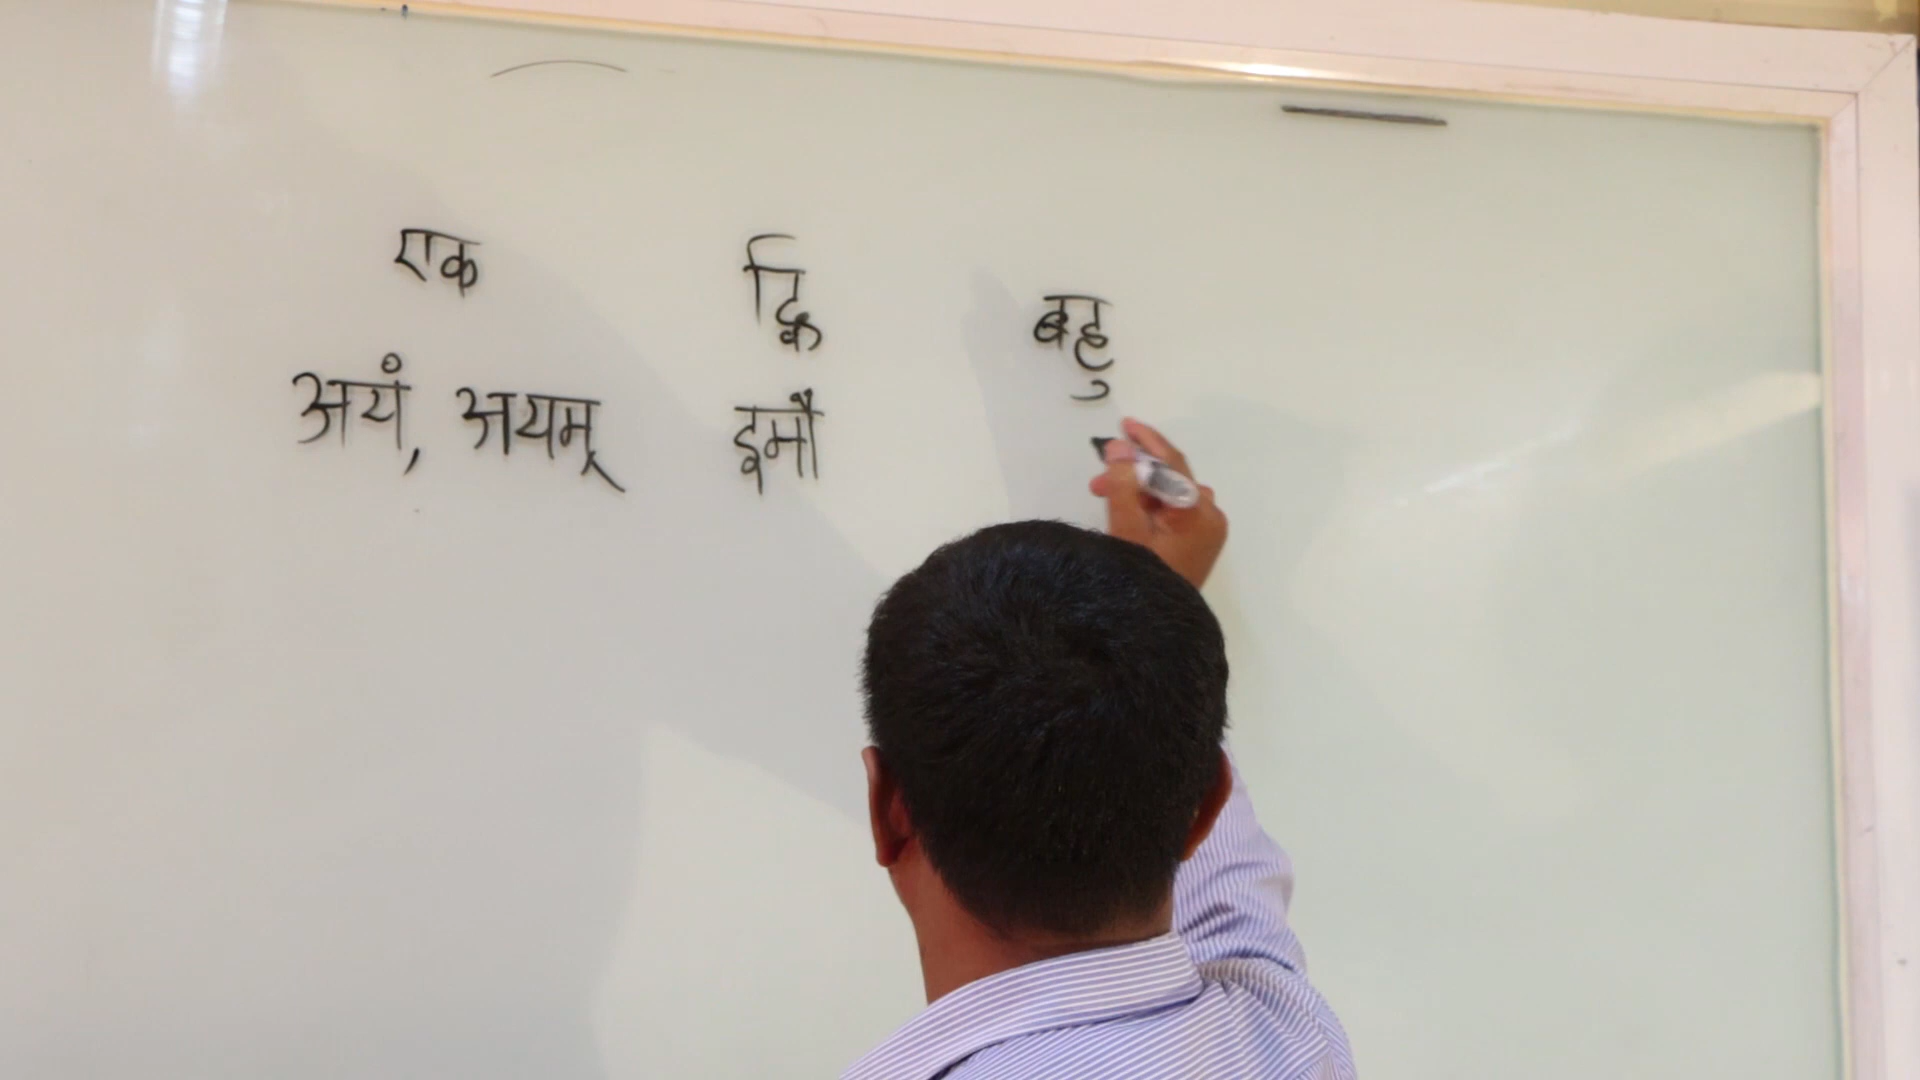 एक द्वि बहु
अयं, अयम् इमौ